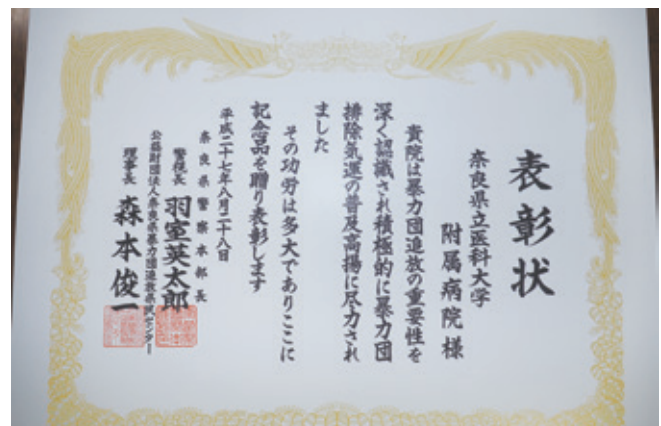 表彰状
奈良県立医科大学
附属病院様
貴院は暴力団追放の重要性を
深く認識され積極的に暴力団
排除気運の普及高揚に尽力され
ました
その功労は多大でありここに
記念品を贈り表彰します
平成二十七年八月二十八日
奈良県警察本部長
警視長 羽室英太郎
公益財団法人奈良県暴力団追放県民センター
理事長 森本俊一